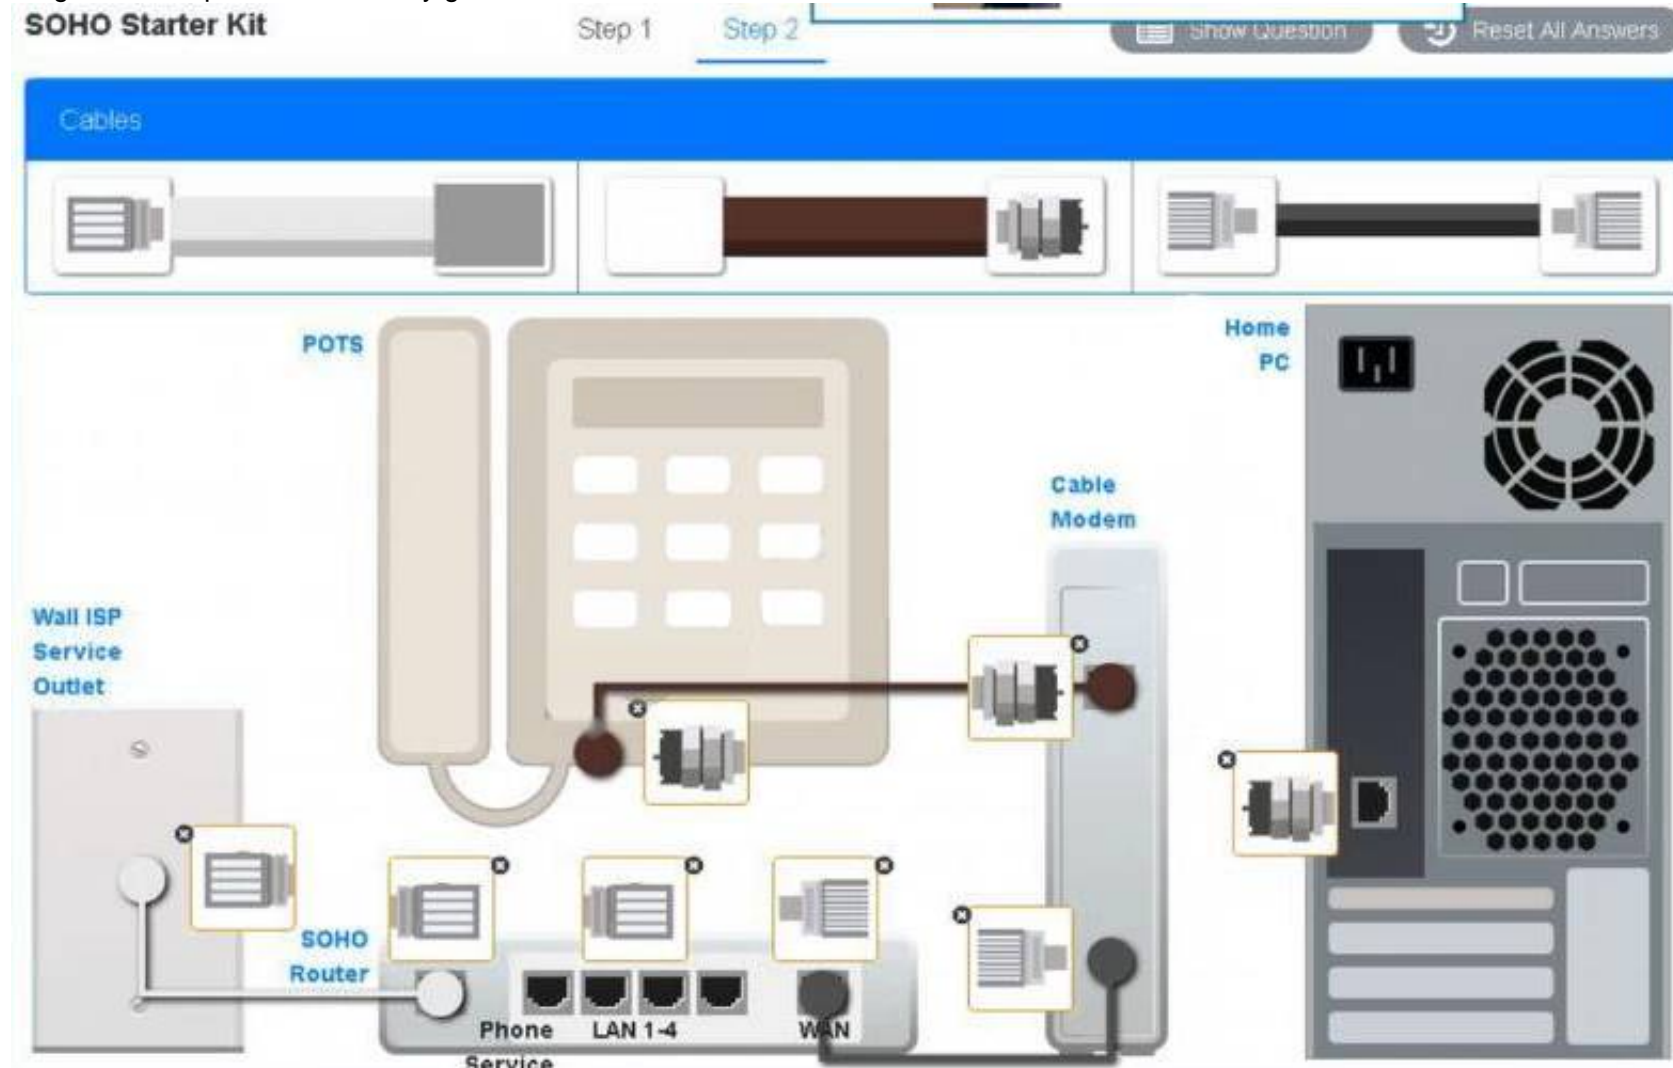 SOHO Starter Kit
Step 1
Step 2
Show Question
Reset All Answers
Cables
POTS
Home
PC
Cable
Modem
Wall ISP
Service
Outlet
SOHO
Router
Phone
Service
LAN 1-4
WAN